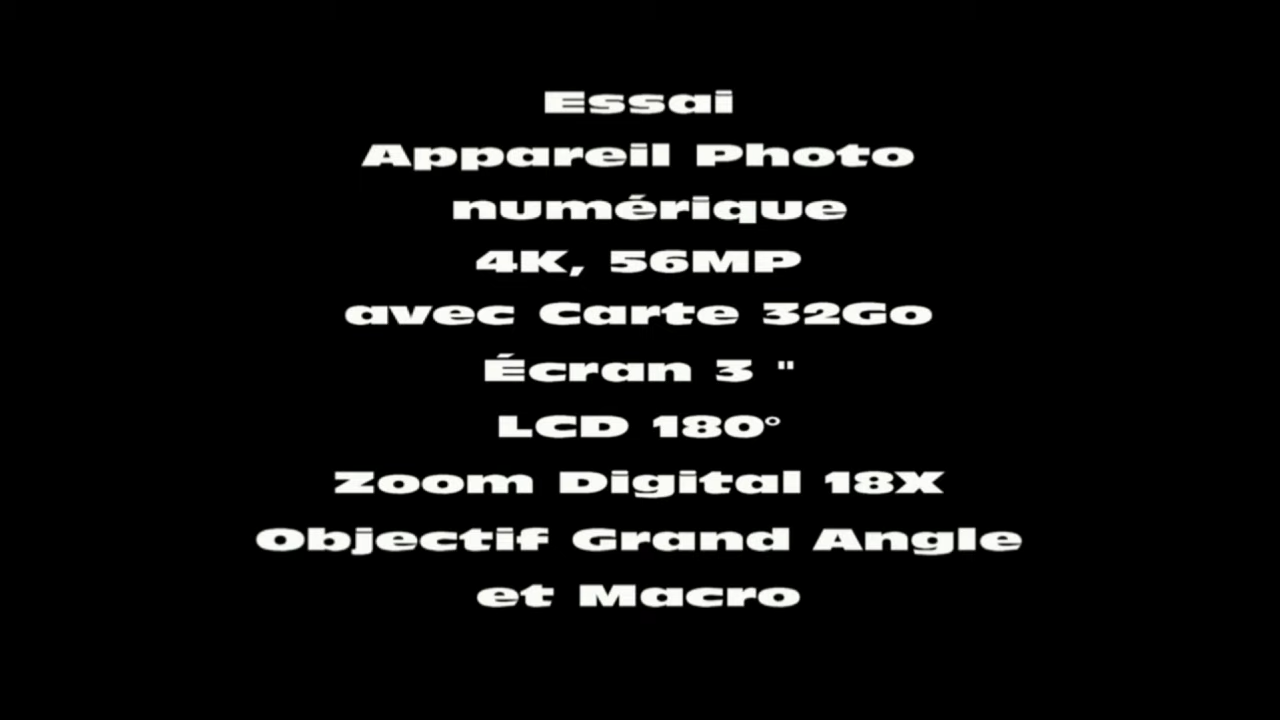 Essai
Appareil Photo
numérique
4K, 56MP
avec Carte 32Go
Écran 3 "
LCD 180°
Zoom Digital 18X
Objectif Grand Angle
et Macro